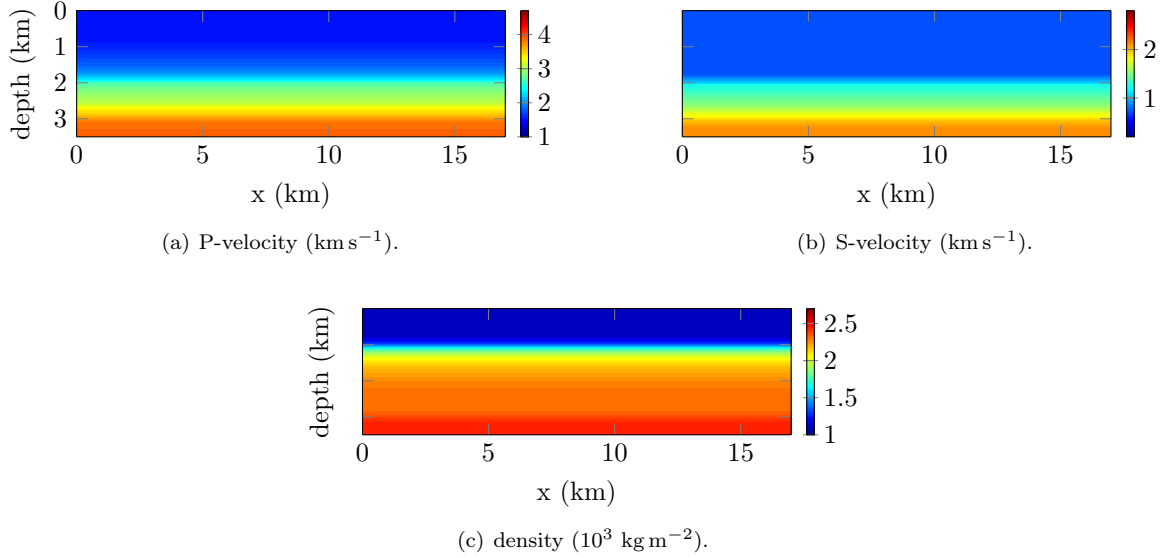 0
1
2
3
depth (km)
0 5 10 15
x (km)
1
2
3
4
(a) P-velocity (km s−1).
0 5 10 15
x (km)
1
2
(b) S-velocity (km s−1).
depth (km)
0 5 10 15
x (km)
1
1.5
2
2.5
(c) density (10³ kg m−2).